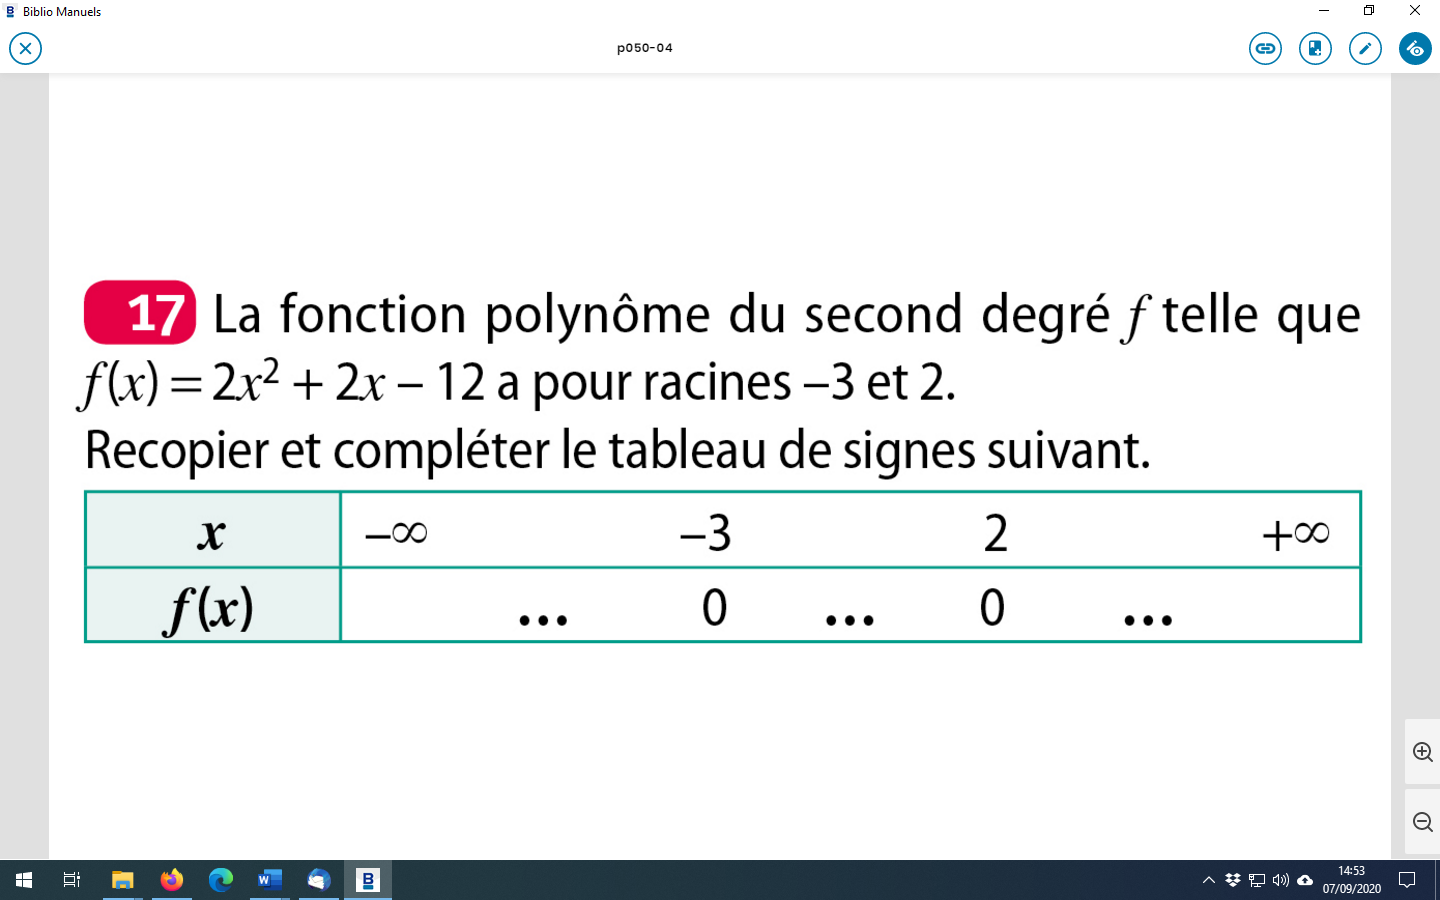 Biblio Manuels
p050-04
17 La fonction polynôme du second degré f telle que
f(x) = 2x² + 2x – 12 a pour racines –3 et 2.
Recopier et compléter le tableau de signes suivant.
x –∞ –3 2 +∞
f(x) ... 0 ... 0 ...
14:53
07/09/2020